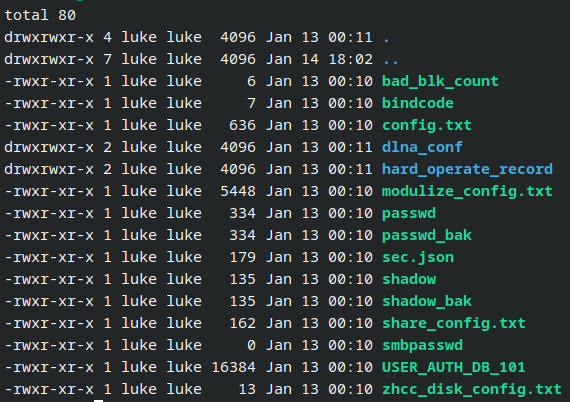 total 80
drwxrwxr-x 4 luke luke  4096 Jan 13 00:11 .
drwxrwxr-x 7 luke luke  4096 Jan 14 18:02 ..
-rwxr-xr-x 1 luke luke     6 Jan 13 00:10 bad_blk_count
-rwxr-xr-x 1 luke luke     7 Jan 13 00:10 bindcode
-rwxr-xr-x 1 luke luke   636 Jan 13 00:10 config.txt
drwxrwxr-x 2 luke luke  4096 Jan 13 00:11 dlna_conf
drwxrwxr-x 2 luke luke  4096 Jan 13 00:11 hard_operate_record
-rwxr-xr-x 1 luke luke  5448 Jan 13 00:10 modulize_config.txt
-rwxr-xr-x 1 luke luke   334 Jan 13 00:10 passwd
-rwxr-xr-x 1 luke luke   334 Jan 13 00:10 passwd_bak
-rwxr-xr-x 1 luke luke   179 Jan 13 00:10 sec.json
-rwxr-xr-x 1 luke luke   135 Jan 13 00:10 shadow
-rwxr-xr-x 1 luke luke   135 Jan 13 00:10 shadow_bak
-rwxr-xr-x 1 luke luke   162 Jan 13 00:10 share_config.txt
-rwxr-xr-x 1 luke luke     0 Jan 13 00:10 smbpasswd
-rwxr-xr-x 1 luke luke 16384 Jan 13 00:10 USER_AUTH_DB_101
-rwxr-xr-x 1 luke luke    13 Jan 13 00:10 zhcc_disk_config.txt